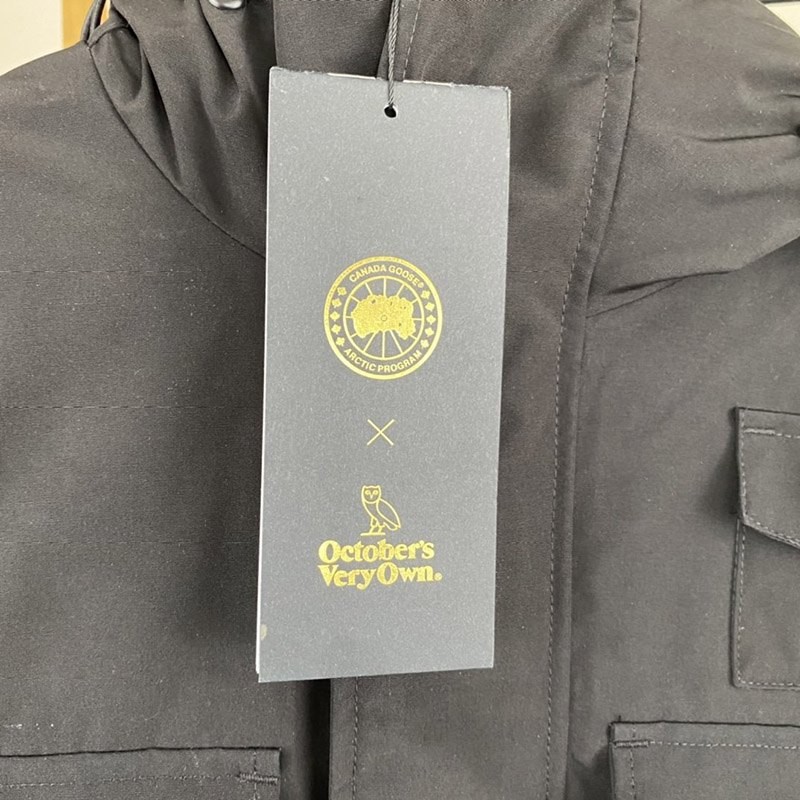 CANADA GOOSE®
ARCTIC PROGRAM
×
October's
Very Own®